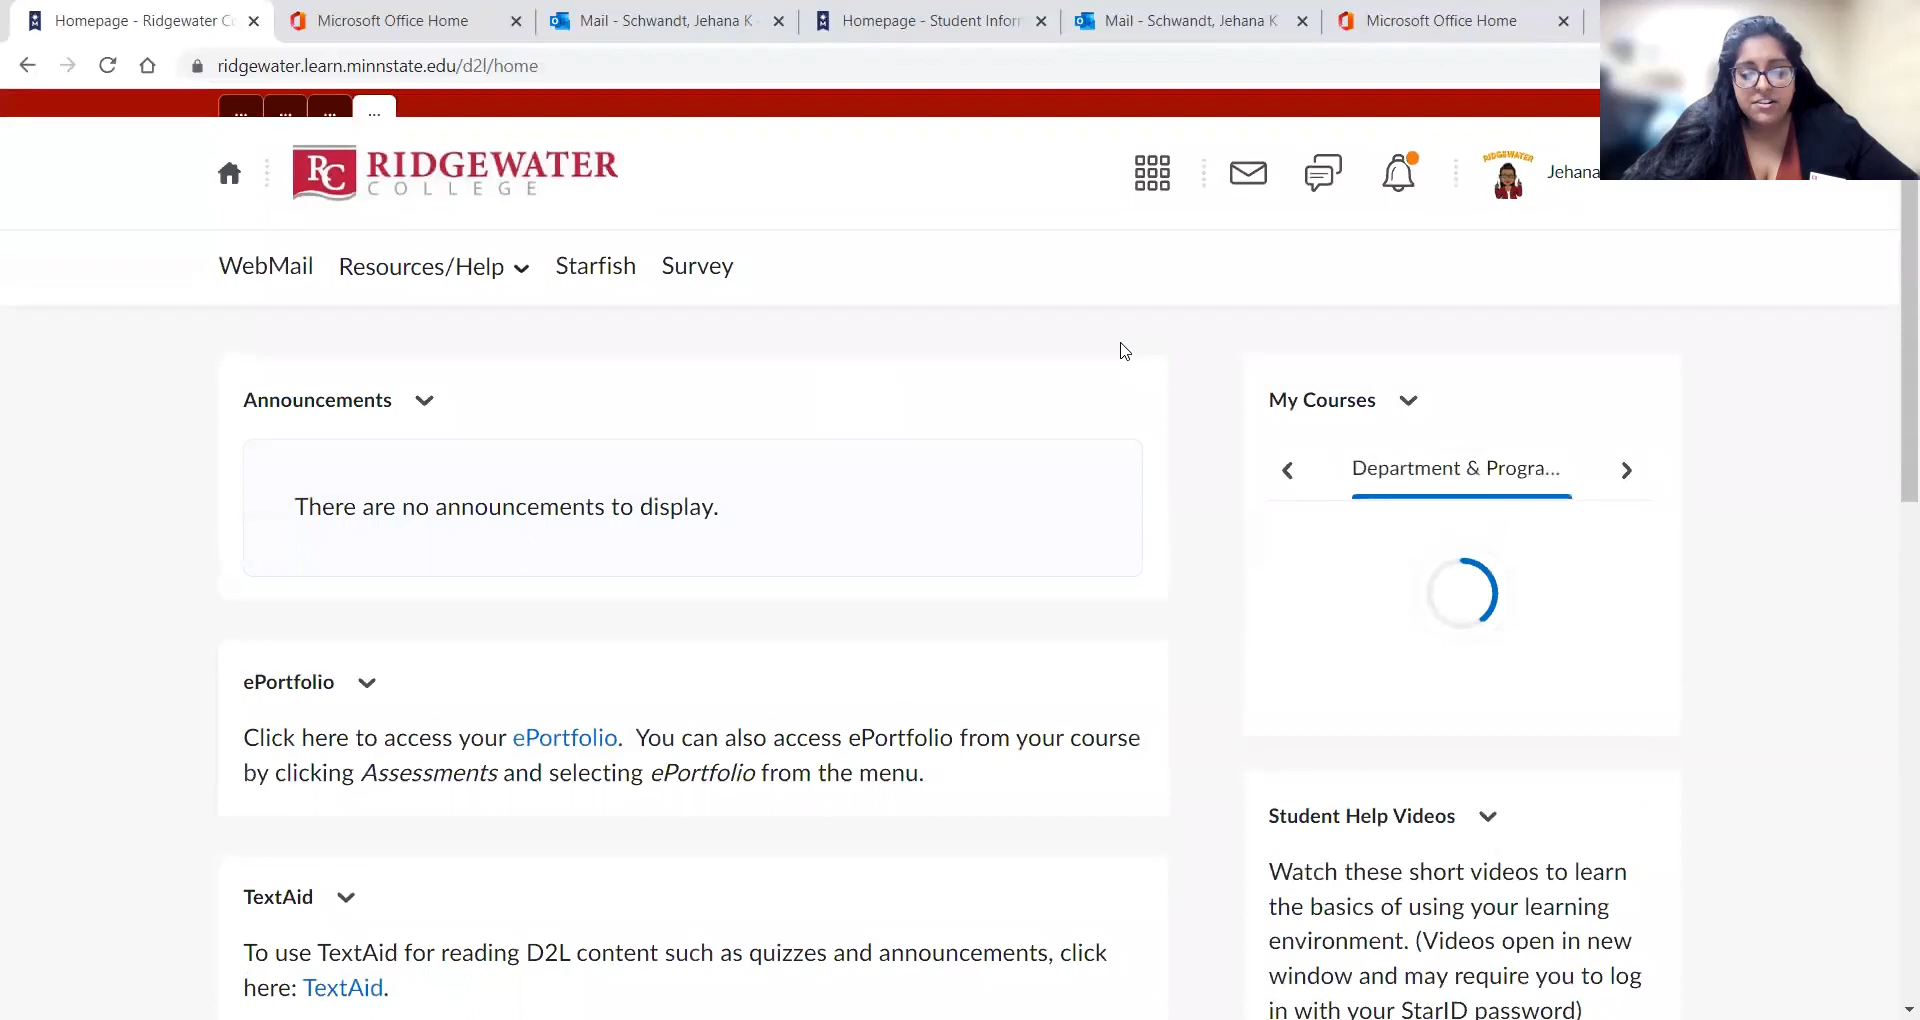 Homepage - Ridgewater Co
Microsoft Office Home
Mail - Schwandt, Jehana K -
Homepage - Student Inform
Mail - Schwandt, Jehana K
Microsoft Office Home
ridgewater.learn.minnstate.edu/d2l/home
... ... ... ...
RC RIDGEWATER
COLLEGE
RIDGEWATER
Jehana
WebMail Resources/Help Starfish Survey
Announcements
There are no announcements to display.
ePortfolio
Click here to access your ePortfolio. You can also access ePortfolio from your course
by clicking Assessments and selecting ePortfolio from the menu.
TextAid
To use TextAid for reading D2L content such as quizzes and announcements, click
here: TextAid.
My Courses
Department & Progra...
Student Help Videos
Watch these short videos to learn
the basics of using your learning
environment. (Videos open in new
window and may require you to log
in with your StarID password)